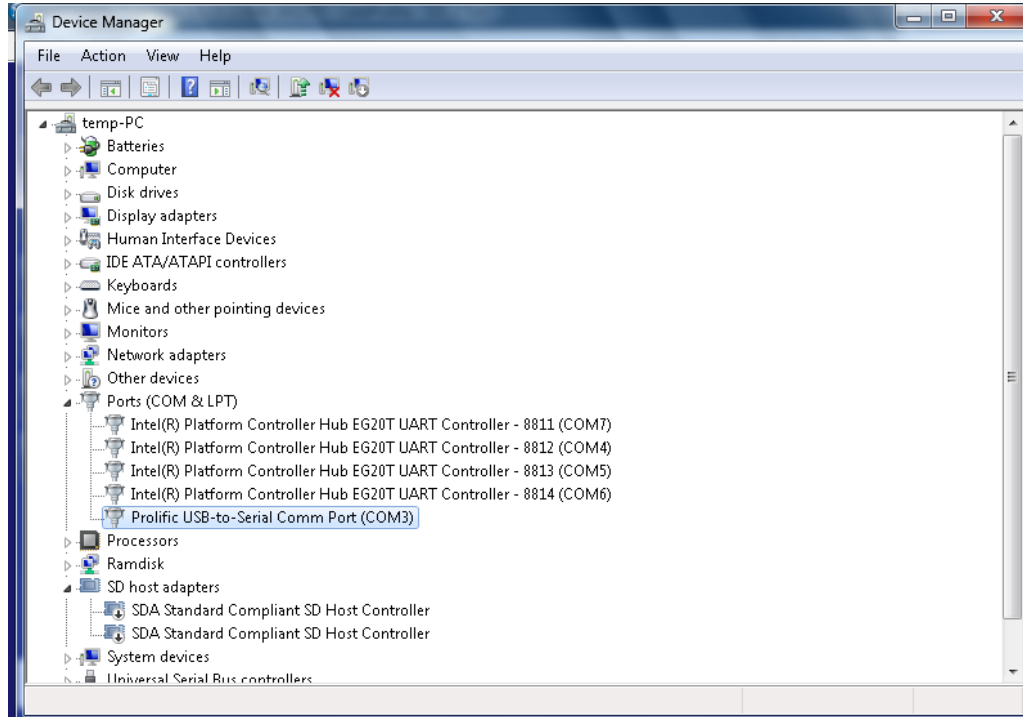 Device Manager
File Action View Help
temp-PC
Batteries
Computer
Disk drives
Display adapters
Human Interface Devices
IDE ATA/ATAPI controllers
Keyboards
Mice and other pointing devices
Monitors
Network adapters
Other devices
Ports (COM & LPT)
Intel(R) Platform Controller Hub EG20T UART Controller - 8811 (COM7)
Intel(R) Platform Controller Hub EG20T UART Controller - 8812 (COM4)
Intel(R) Platform Controller Hub EG20T UART Controller - 8813 (COM5)
Intel(R) Platform Controller Hub EG20T UART Controller - 8814 (COM6)
Prolific USB-to-Serial Comm Port (COM3)
Processors
Ramdisk
SD host adapters
SDA Standard Compliant SD Host Controller
SDA Standard Compliant SD Host Controller
System devices
Universal Serial Bus controllers